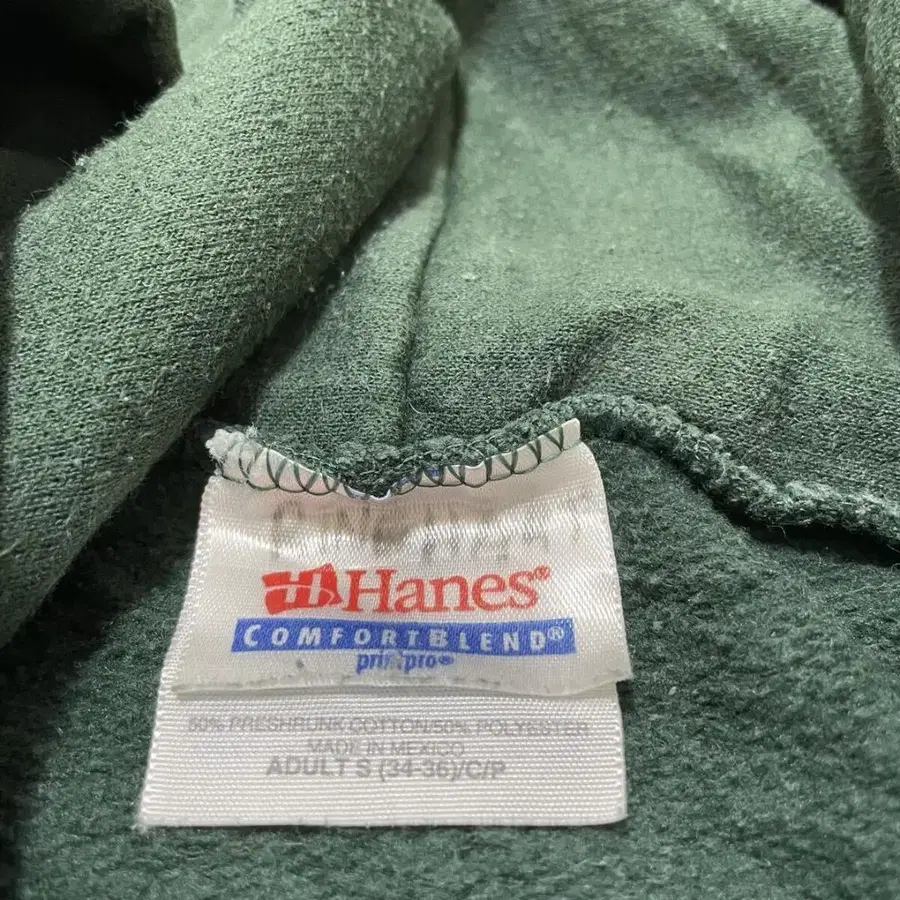 Hanes®
COMFORTBLEND®
printpro®
50% PRESHRUNK COTTON/50% POLYESTER
MADE IN MEXICO
ADULT S (34-36)/C/P